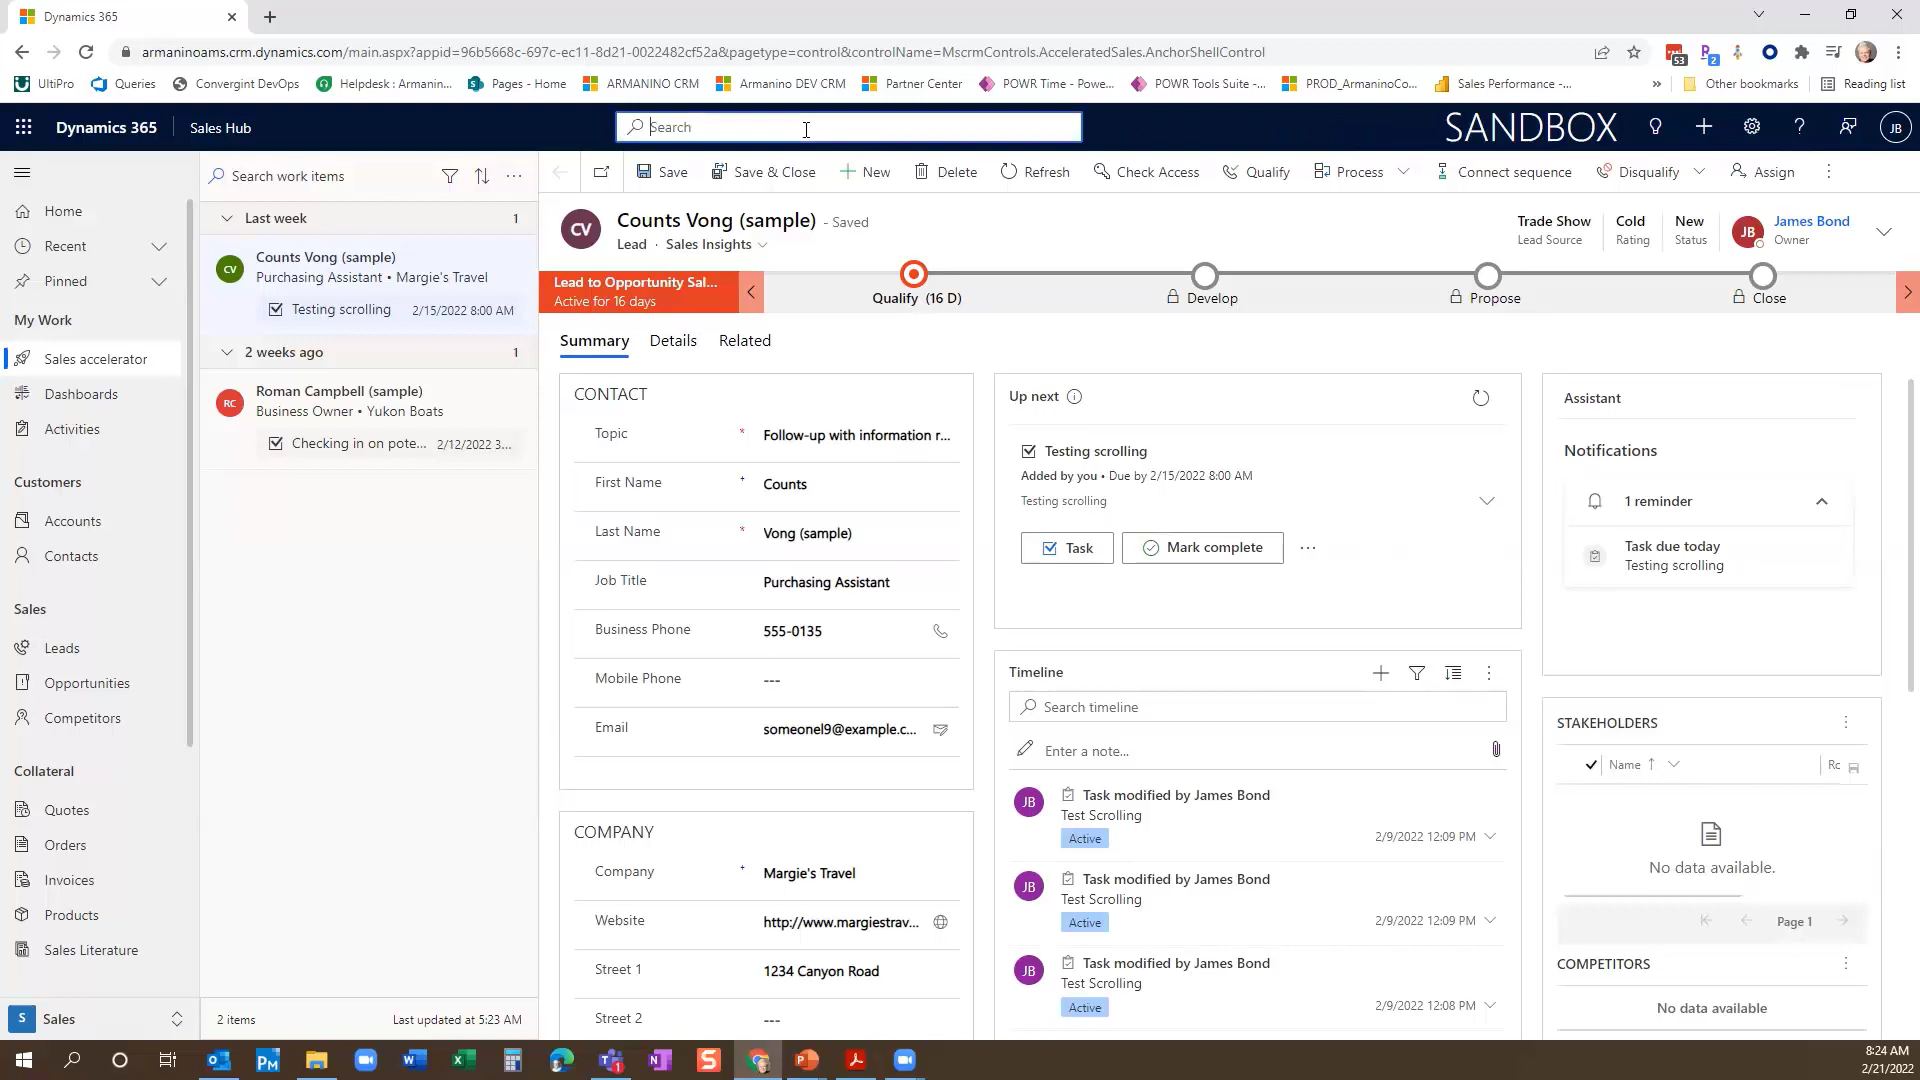 Dynamics 365
armaninoams.crm.dynamics.com/main.aspx?appid=96b5668c-697c-ec11-8d21-0022482cf52a&pagetype=control&controlName=MscrmControls.AcceleratedSales.AnchorShellControl
53
2
UltiPro
Queries
Convergint DevOps
Helpdesk : Armanin...
Pages - Home
ARMANINO CRM
Armanino DEV CRM
Partner Center
POWR Time - Powe...
POWR Tools Suite -...
PROD_ArmaninoCo...
Sales Performance -...
»
Other bookmarks
Reading list
Dynamics 365
Sales Hub
Search
SANDBOX
JB
Search work items
Save
Save & Close
New
Delete
Refresh
Check Access
Qualify
Process
Connect sequence
Disqualify
Assign
Home
Recent
Pinned
My Work
Sales accelerator
Dashboards
Activities
Customers
Accounts
Contacts
Sales
Leads
Opportunities
Competitors
Collateral
Quotes
Orders
Invoices
Products
Sales Literature
S
Sales
Last week 1
CV
Counts Vong (sample)
Purchasing Assistant • Margie's Travel
Testing scrolling 2/15/2022 8:00 AM
2 weeks ago 1
RC
Roman Campbell (sample)
Business Owner • Yukon Boats
Checking in on pote... 2/12/2022 3...
2 items
Last updated at 5:23 AM
CV
Counts Vong (sample) - Saved
Lead · Sales Insights
Trade Show
Lead Source
Cold
Rating
New
Status
JB
James Bond
Owner
Lead to Opportunity Sal...
Active for 16 days
Qualify (16 D)
Develop
Propose
Close
Summary
Details
Related
CONTACT
Topic * Follow-up with information r...
First Name + Counts
Last Name * Vong (sample)
Job Title Purchasing Assistant
Business Phone 555-0135
Mobile Phone ---
Email someonel9@example.c...
COMPANY
Company + Margie's Travel
Website http://www.margiestrav...
Street 1 1234 Canyon Road
Street 2 ---
Up next
Testing scrolling
Added by you • Due by 2/15/2022 8:00 AM
Testing scrolling
Task
Mark complete
Timeline
Search timeline
Enter a note...
JB
Task modified by James Bond
Test Scrolling
Active
2/9/2022 12:09 PM
JB
Task modified by James Bond
Test Scrolling
Active
2/9/2022 12:09 PM
JB
Task modified by James Bond
Test Scrolling
Active
2/9/2022 12:08 PM
Assistant
Notifications
1 reminder
Task due today
Testing scrolling
STAKEHOLDERS
Name ↑
Rc
No data available.
Page 1
COMPETITORS
No data available
PM
1
8:24 AM
2/21/2022